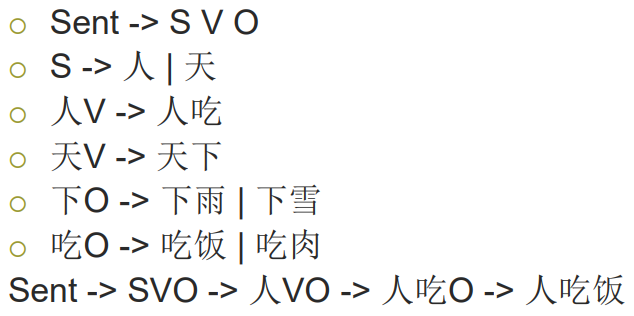 Sent -> S V O
S -> 人 | 天
人V -> 人吃
天V -> 天下
下O -> 下雨 | 下雪
吃O -> 吃饭 | 吃肉
Sent -> SVO -> 人VO -> 人吃O -> 人吃饭